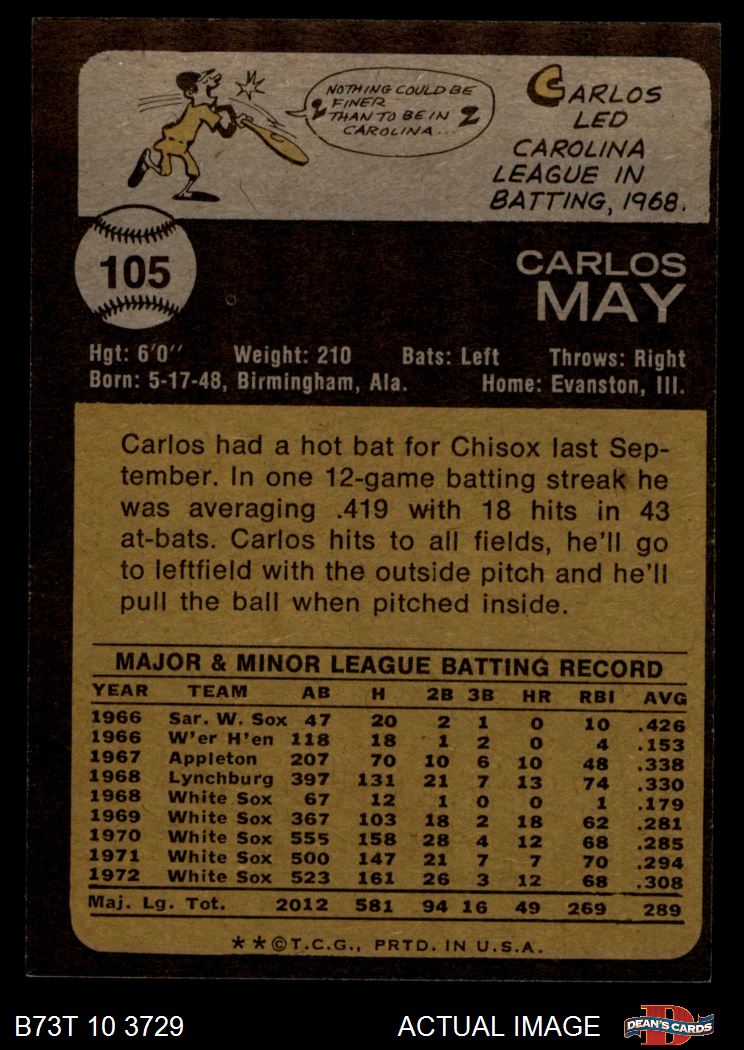 NOTHING COULD BE
FINER
THAN TO BE IN
CAROLINA...
CARLOS
LED
CAROLINA
LEAGUE IN
BATTING, 1968.
105
CARLOS
MAY
Hgt: 6'0" Weight: 210 Bats: Left Throws: Right
Born: 5-17-48, Birmingham, Ala. Home: Evanston, Ill.
Carlos had a hot bat for Chisox last Sep-
tember. In one 12-game batting streak he
was averaging .419 with 18 hits in 43
at-bats. Carlos hits to all fields, he'll go
to leftfield with the outside pitch and he'll
pull the ball when pitched inside.
MAJOR & MINOR LEAGUE BATTING RECORD
YEAR TEAM AB H 2B 3B HR RBI AVG
1966 Sar. W. Sox 47 20 2 1 0 10 .426
1966 W'er H'en 118 18 1 2 0 4 .153
1967 Appleton 207 70 10 6 10 48 .338
1968 Lynchburg 397 131 21 7 13 74 .330
1968 White Sox 67 12 1 0 0 1 .179
1969 White Sox 367 103 18 2 18 62 .281
1970 White Sox 555 158 28 4 12 68 .285
1971 White Sox 500 147 21 7 7 70 .294
1972 White Sox 523 161 26 3 12 68 .308
Maj. Lg. Tot. 2012 581 94 16 49 269 289
**©T.C.G., PRTD. IN U.S.A.
B73T 10 3729 ACTUAL IMAGE DEAN'S CARDS